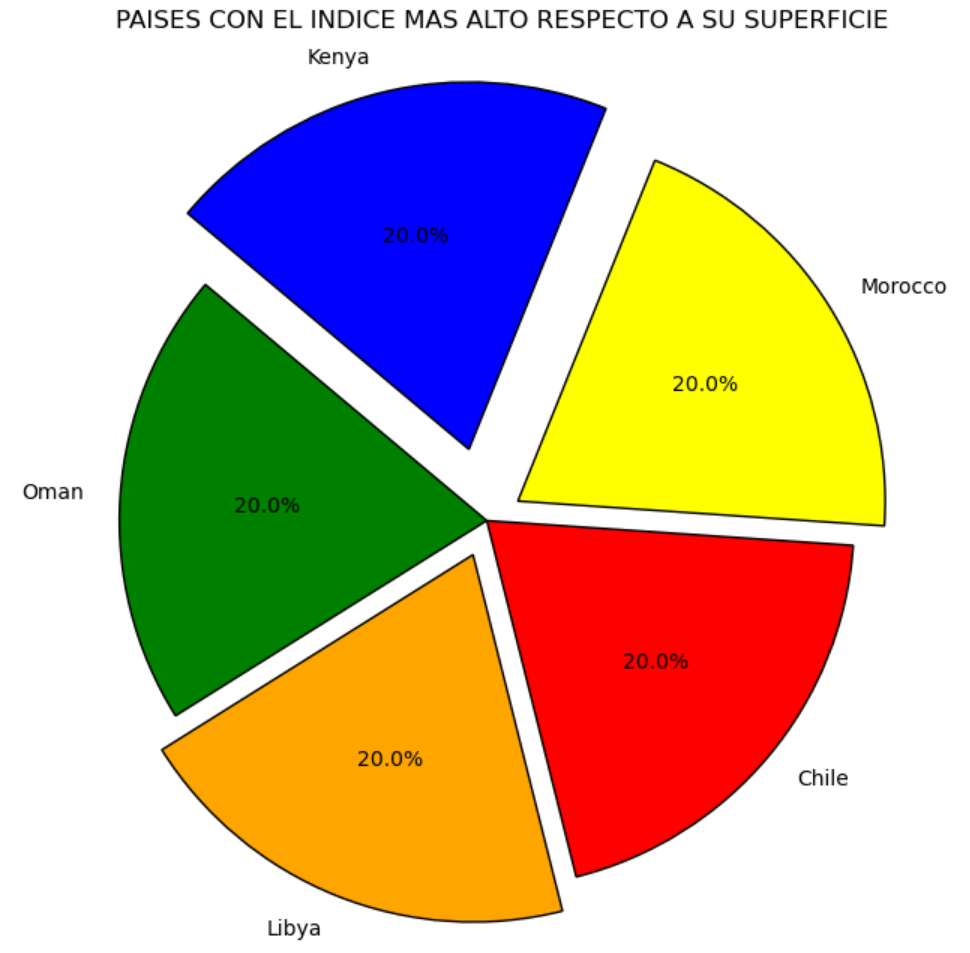 PAISES CON EL INDICE MAS ALTO RESPECTO A SU SUPERFICIE
Kenya
20.0%
Morocco
20.0%
Oman
20.0%
20.0%
Chile
20.0%
Libya